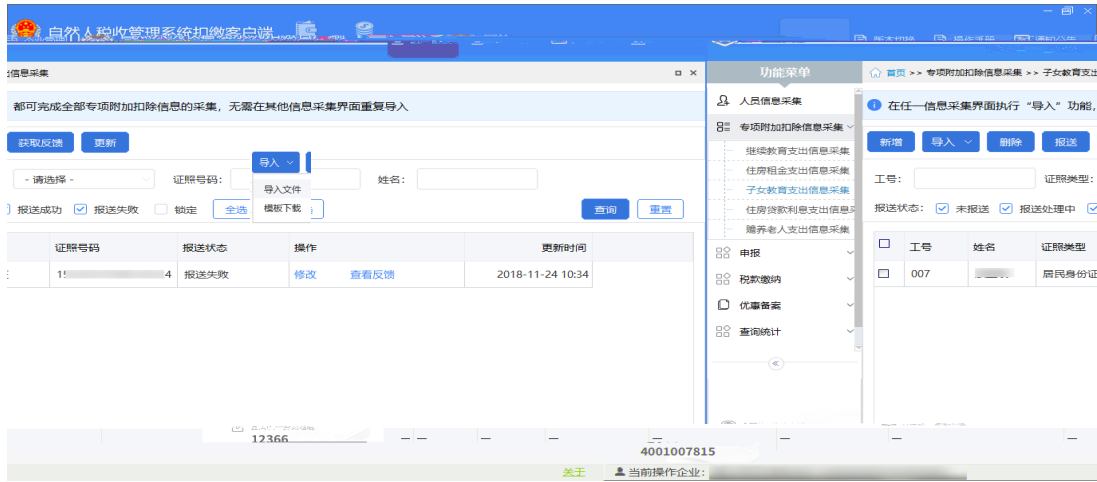 自然人税收管理系统扣缴客户端
信息采集
都可完成全部专项附加扣除信息的采集，无需在其他信息采集界面重复导入
获取反馈 更新
导入
导入文件
模板下载
- 请选择 - 证照号码： 姓名：
报送成功 报送失败 锁定 全选
查询 重置
证照号码 报送状态 操作 更新时间
4 报送失败 修改 查看反馈 2018-11-24 10:34
功能菜单
人员信息采集
专项附加扣除信息采集
继续教育支出信息采集
住房租金支出信息采集
子女教育支出信息采集
住房贷款利息支出信息采
赡养老人支出信息采集
申报
税款缴纳
优惠备案
查询统计
首页 >> 专项附加扣除信息采集 >> 子女教育支出
在任一信息采集界面执行“导入”功能，
新增 导入 删除 报送
工号： 证照类型：
报送状态： 未报送 报送处理中
工号 姓名 证照类型
007 居民身份证
12366
4001007815
关于 当前操作企业：